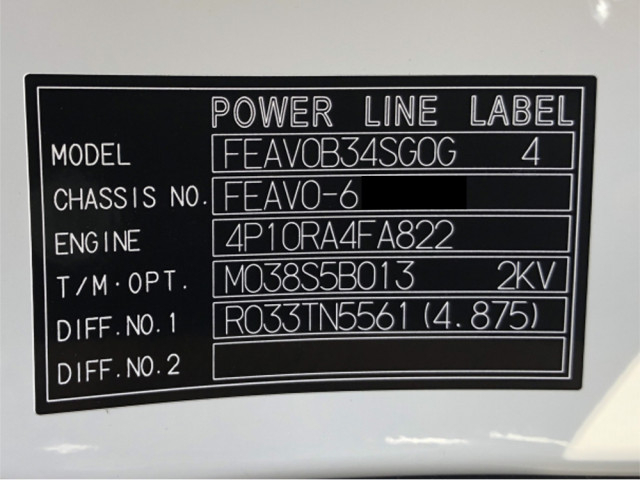 POWER LINE LABEL
MODEL FEAV0B34SG0G 4
CHASSIS NO. FEAV0-6
ENGINE 4P10RA4FA822
T/M·OPT. M038S5B013 2KV
DIFF.NO.1 R033TN5561(4.875)
DIFF.NO.2